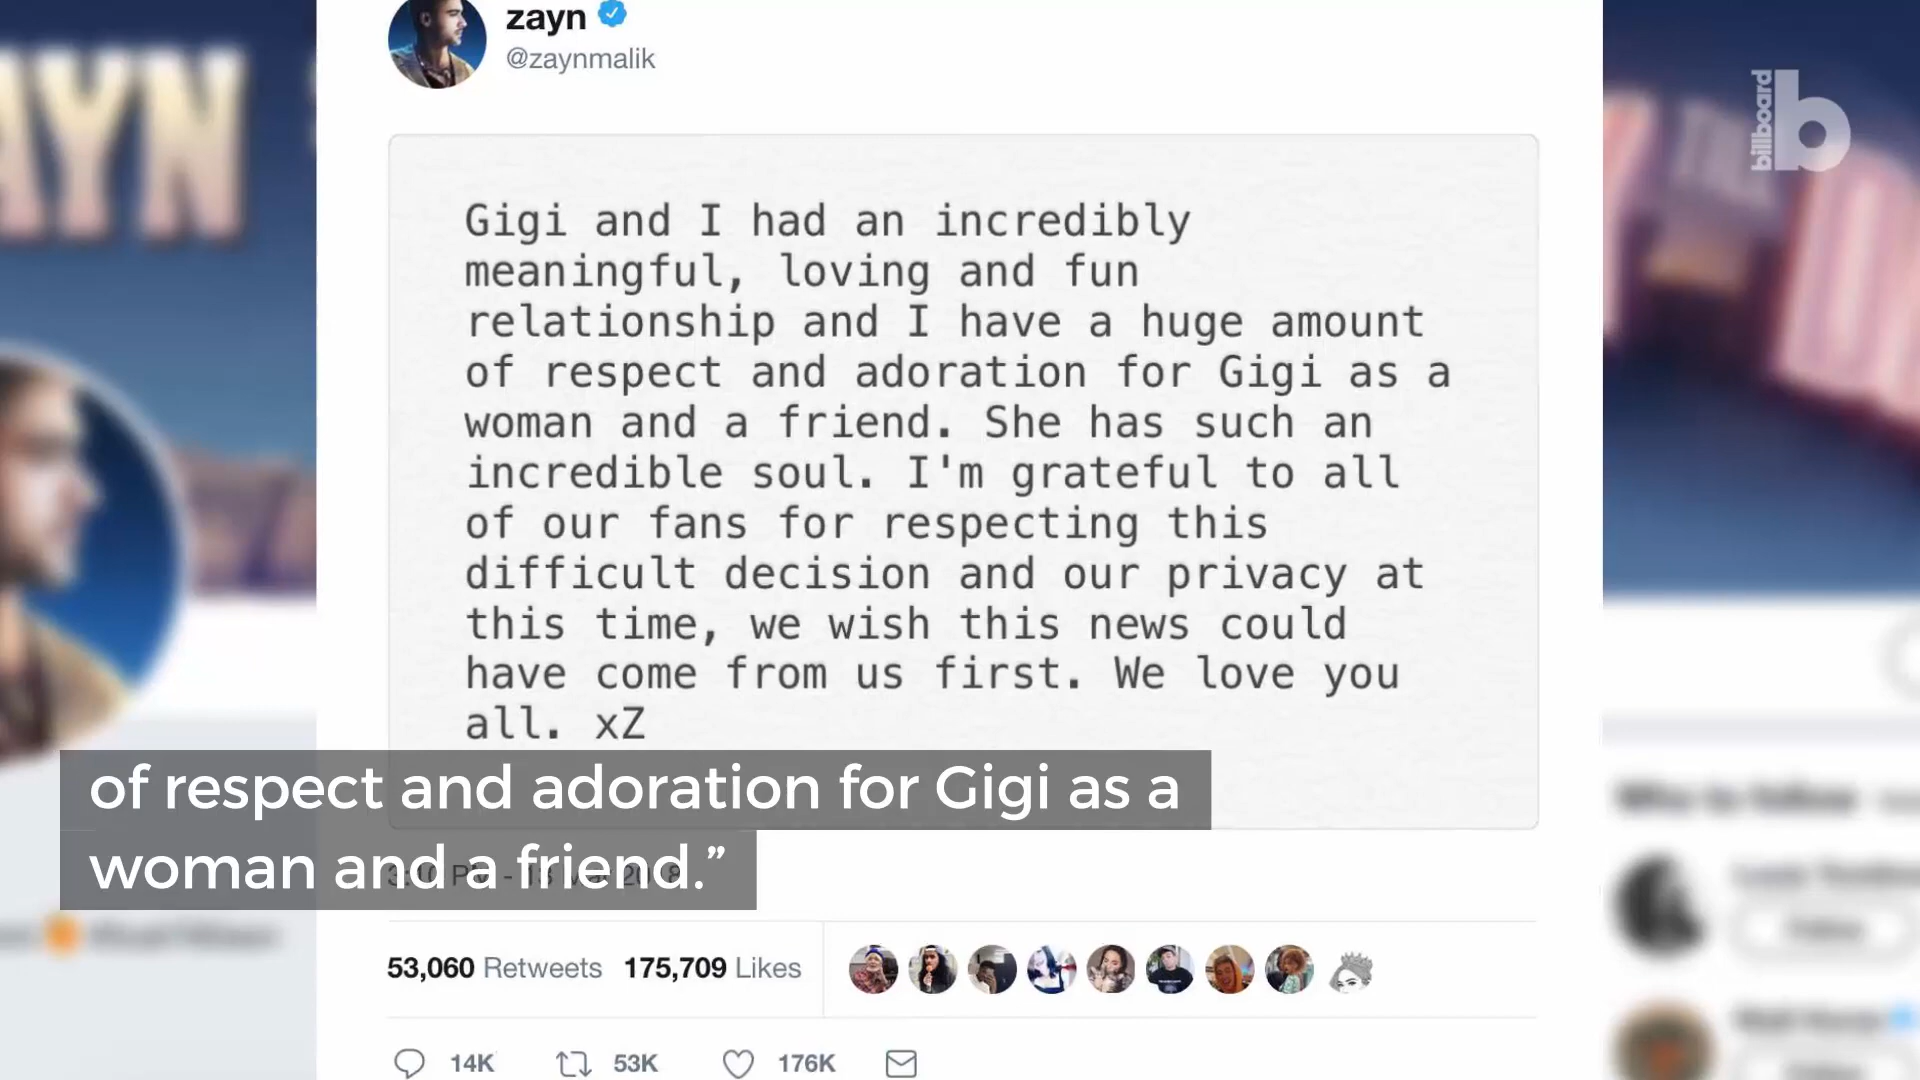 zayn
@zaynmalik
AYN
billboard
b
Gigi and I had an incredibly
meaningful, loving and fun
relationship and I have a huge amount
of respect and adoration for Gigi as a
woman and a friend. She has such an
incredible soul. I'm grateful to all
of our fans for respecting this
difficult decision and our privacy at
this time, we wish this news could
have come from us first. We love you
all. xZ
of respect and adoration for Gigi as a
woman and a friend.”
53,060 Retweets 175,709 Likes
Who to follow
14K 53K 176K